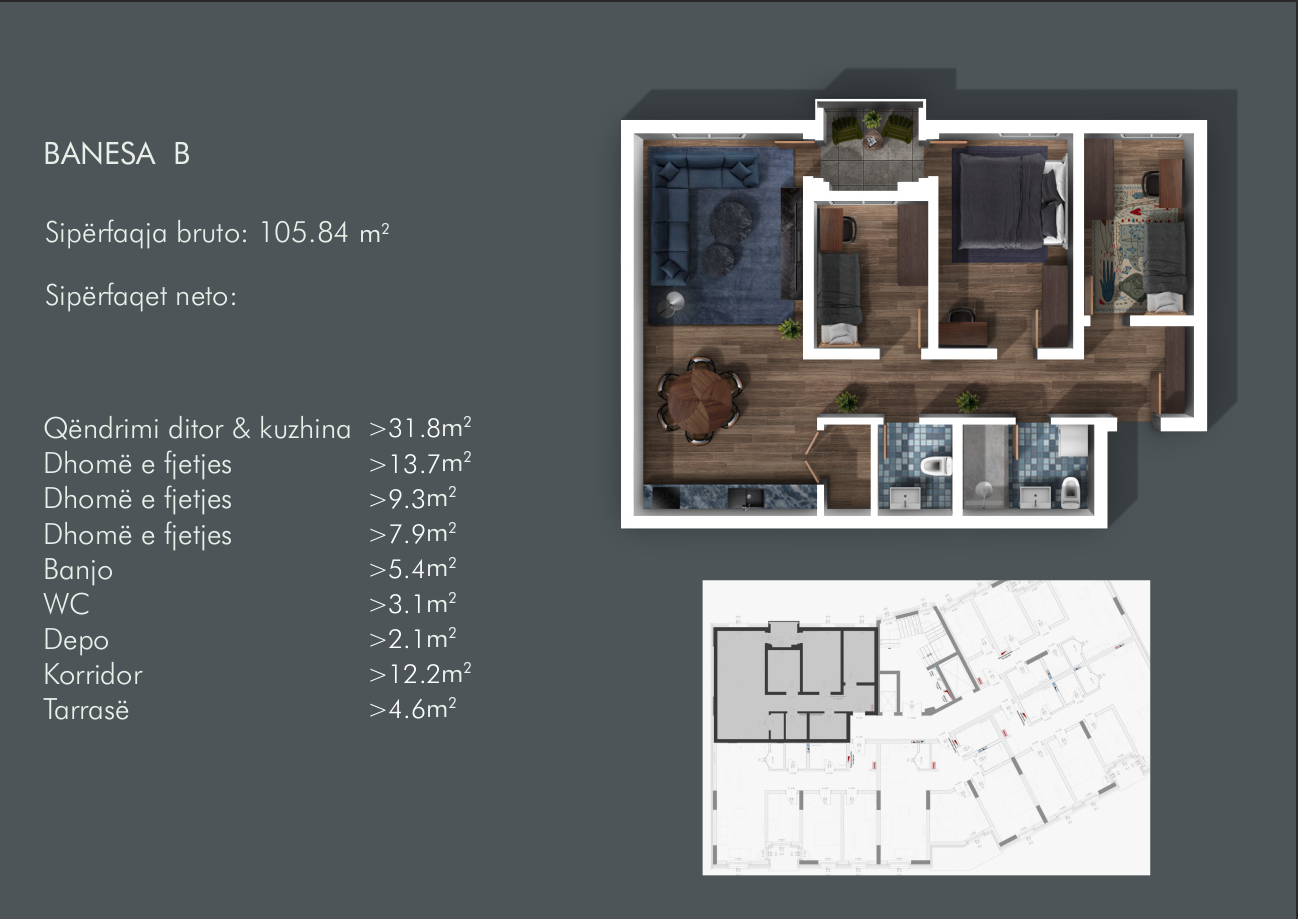 BANESA B
Sipërfaqja bruto: 105.84 m²
Sipërfaqet neto:
Qëndrimi ditor & kuzhina >31.8m²
Dhomë e fjetjes >13.7m²
Dhomë e fjetjes >9.3m²
Dhomë e fjetjes >7.9m²
Banjo >5.4m²
WC >3.1m²
Depo >2.1m²
Korridor >12.2m²
Tarrasë >4.6m²